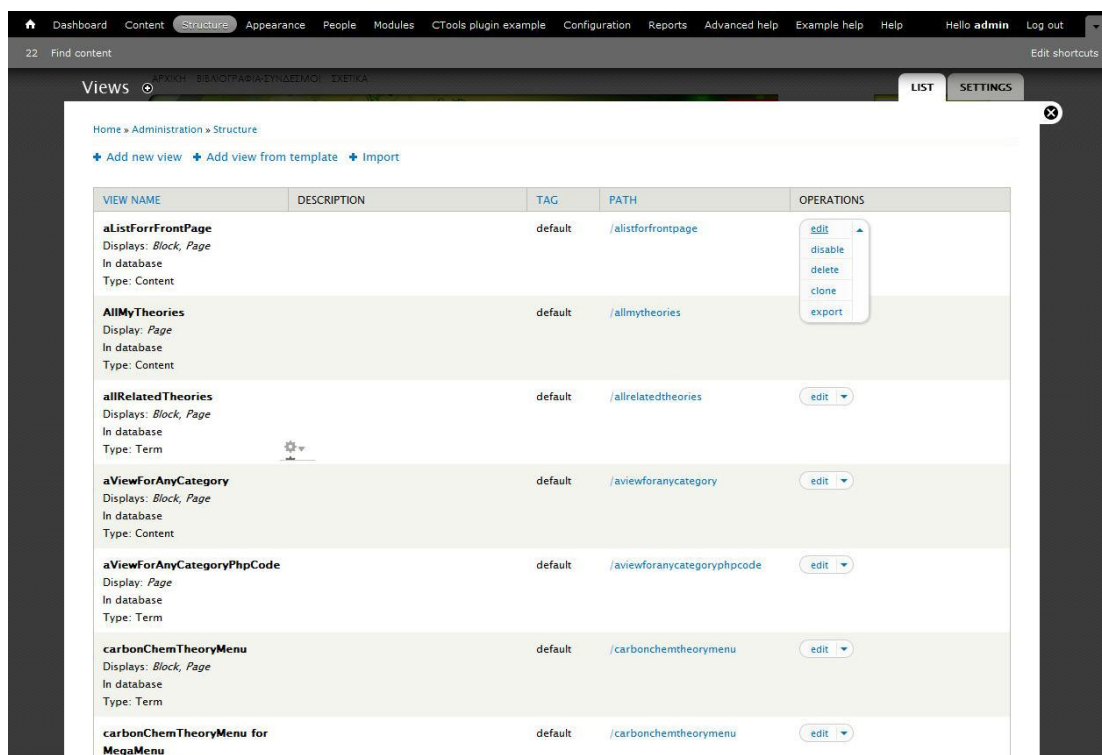 Dashboard Content Structure Appearance People Modules CTools plugin example Configuration Reports Advanced help Example help Help Hello admin Log out
22 Find content Edit shortcuts
ΑΡΧΙΚΗ ΒΙΒΛΙΟΓΡΑΦΙΑ-ΣΥΝΔΕΣΜΟΙ ΣΧΕΤΙΚΑ
Views LIST SETTINGS
Home » Administration » Structure
Add new view Add view from template Import
VIEW NAME DESCRIPTION TAG PATH OPERATIONS
aListForrFrontPage default /alistforfrontpage edit
Displays: Block, Page disable
In database delete
Type: Content clone
AllMyTheories default /allmytheories export
Display: Page
In database
Type: Content
allRelatedTheories default /allrelatedtheories edit
Displays: Block, Page
In database
Type: Term
aViewForAnyCategory default /aviewforanycategory edit
Displays: Block, Page
In database
Type: Content
aViewForAnyCategoryPhpCode default /aviewforanycategoryphpcode edit
Display: Page
In database
Type: Term
carbonChemTheoryMenu default /carbonchemtheorymenu edit
Displays: Block, Page
In database
Type: Term
carbonChemTheoryMenu for default /carbonchemtheorymenu edit
MegaMenu